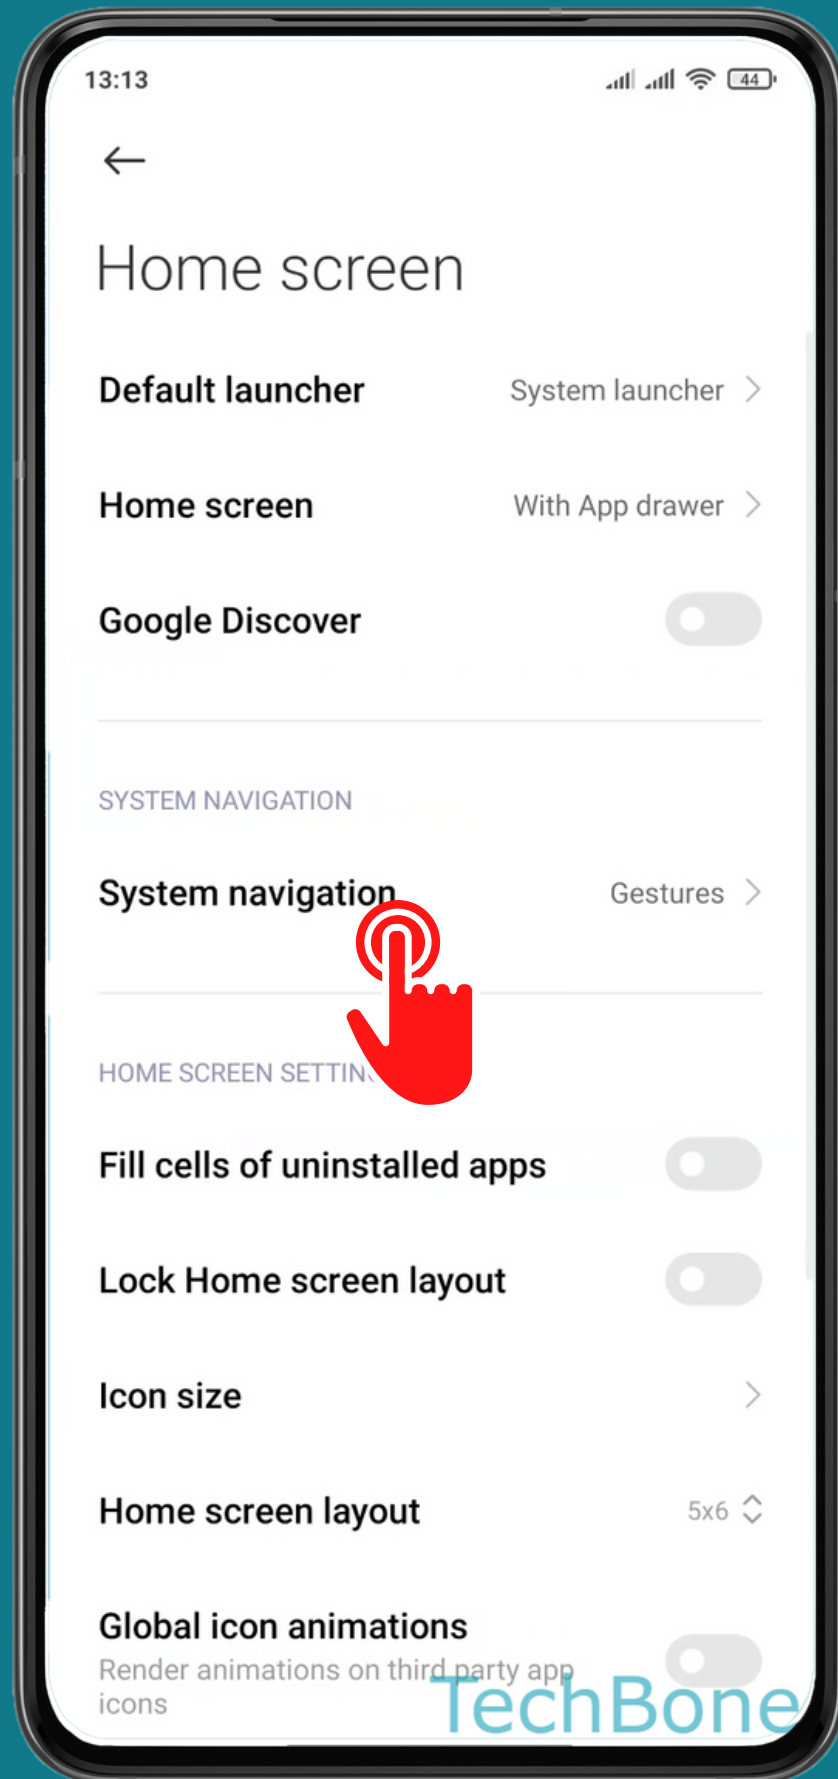 13:13
44
Home screen
Default launcher System launcher
Home screen With App drawer
Google Discover
SYSTEM NAVIGATION
System navigation Gestures
HOME SCREEN
Fill cells of uninstalled apps
Lock Home screen layout
Icon size
Home screen layout 5x6
Global icon animations
Render animations on third party app
icons
TechBone